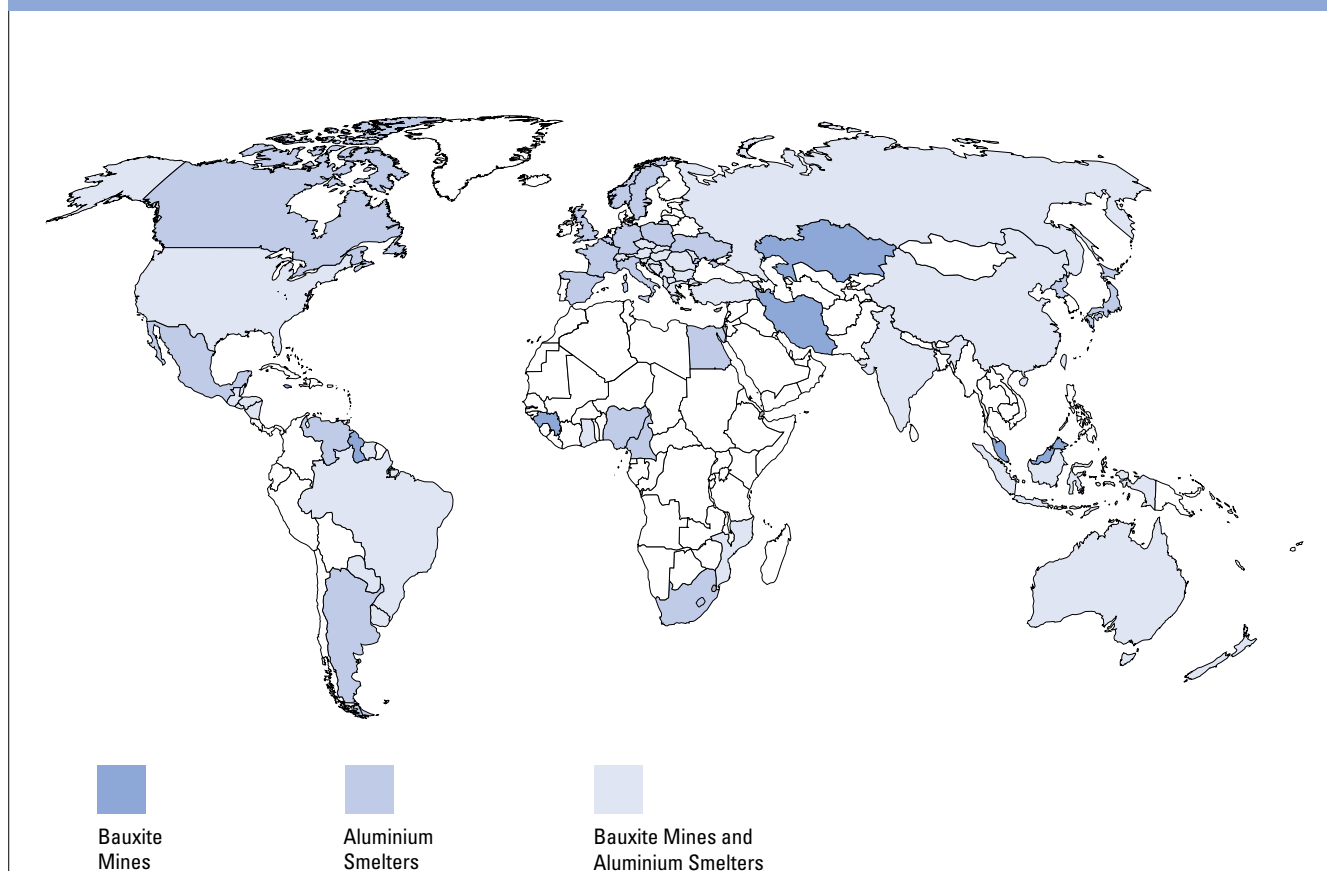 Bauxite
Mines
Aluminium
Smelters
Bauxite Mines and
Aluminium Smelters